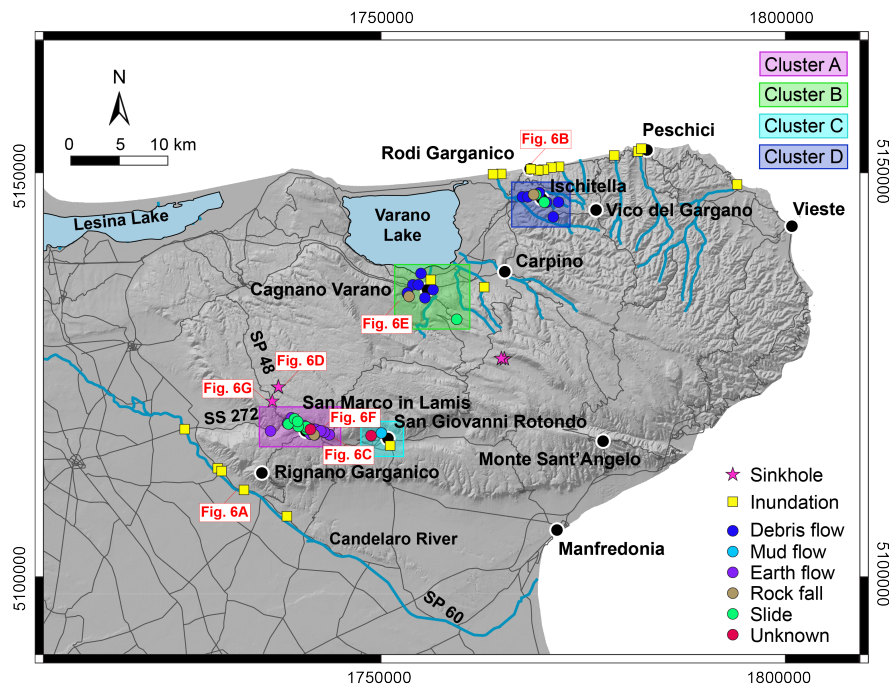 1750000
1800000
N
0
5
10 km
Cluster A
Cluster B
Cluster C
Cluster D
5150000
5150000
Fig. 6B
Peschici
Rodi Garganico
Ischitella
Lesina Lake
Varano
Lake
Vico del Gargano
Vieste
Carpino
Cagnano Varano
Fig. 6E
SP 48
Fig. 6D
Fig. 6G
San Marco in Lamis
SS 272
Fig. 6F
San Giovanni Rotondo
Fig. 6C
Monte Sant'Angelo
Rignano Garganico
Fig. 6A
Candelaro River
Manfredonia
SP 60
Sinkhole
Inundation
Debris flow
Mud flow
Earth flow
Rock fall
Slide
Unknown
5100000
5100000
1750000
1800000